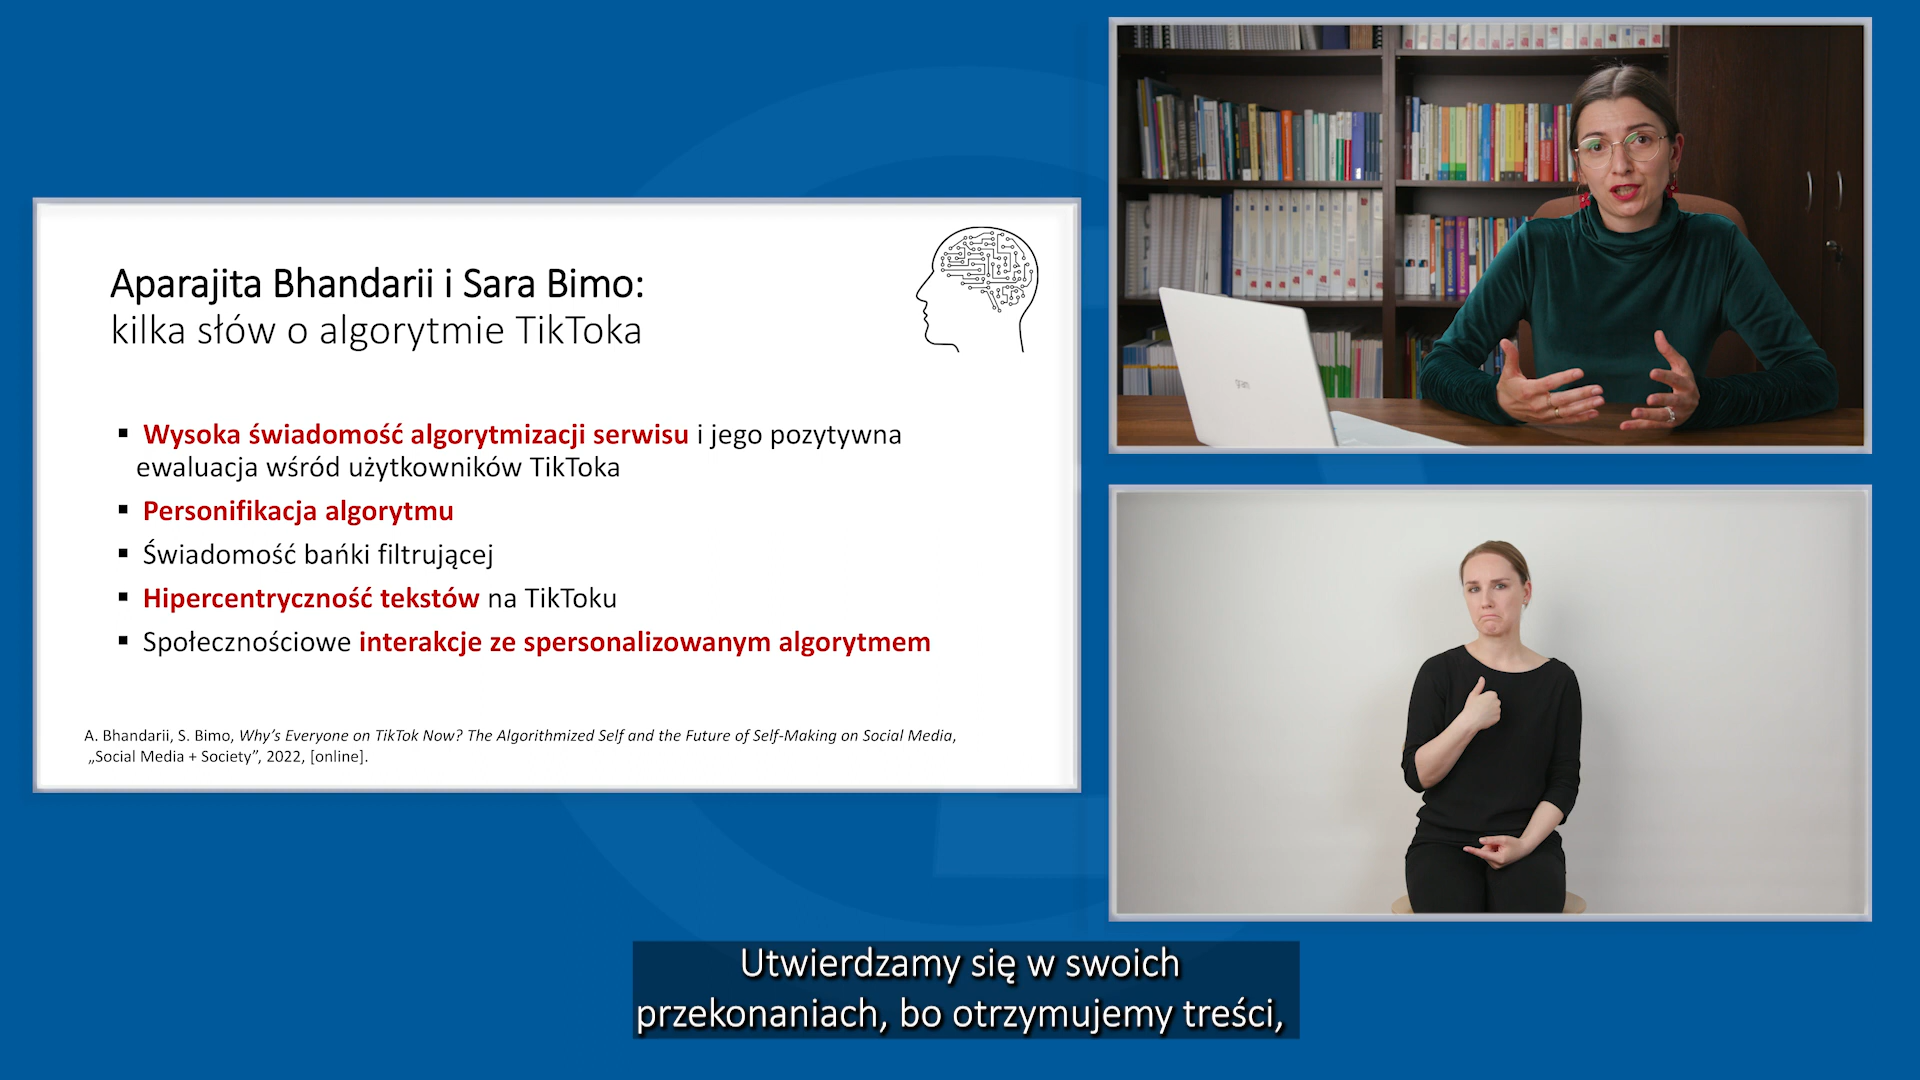 Aparajita Bhandarii i Sara Bimo:
kilka słów o algorytmie TikToka
▪ Wysoka świadomość algorytmizacji serwisu i jego pozytywna
ewaluacja wśród użytkowników TikToka
▪ Personifikacja algorytmu
▪ Świadomość bańki filtrującej
▪ Hipercentryczność tekstów na TikToku
▪ Społecznościowe interakcje ze spersonalizowanym algorytmem
A. Bhandarii, S. Bimo, Why's Everyone on TikTok Now? The Algorithmized Self and the Future of Self-Making on Social Media,
„Social Media + Society”, 2022, [online].
gram
Utwierdzamy się w swoich
przekonaniach, bo otrzymujemy treści,